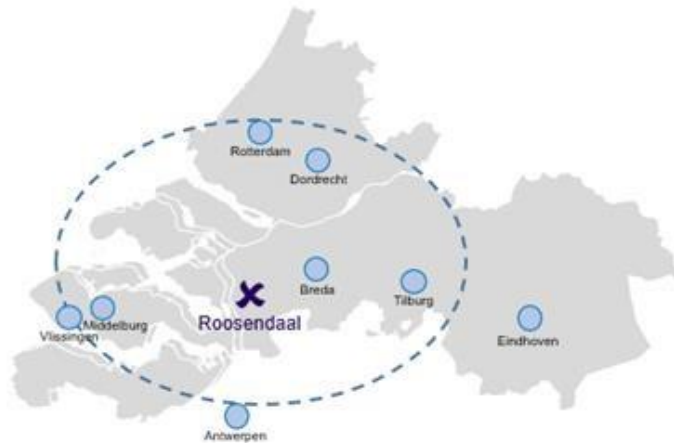 Rotterdam
Dordrecht
Breda
Tilburg
Roosendaal
Middelburg
Vlissingen
Eindhoven
Antwerpen